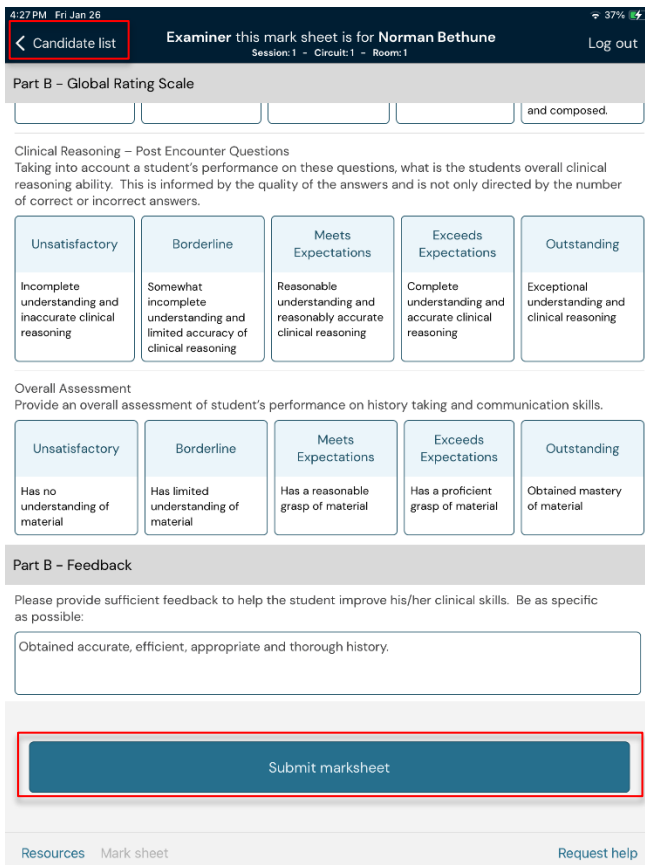 4:27 PM Fri Jan 26
37%
Candidate list
Examiner this mark sheet is for Norman Bethune
Session: 1 - Circuit: 1 - Room: 1
Log out
Part B – Global Rating Scale
and composed.
Clinical Reasoning – Post Encounter Questions
Taking into account a student's performance on these questions, what is the students overall clinical
reasoning ability. This is informed by the quality of the answers and is not only directed by the number
of correct or incorrect answers.
Unsatisfactory
Incomplete
understanding and
inaccurate clinical
reasoning
Borderline
Somewhat
incomplete
understanding and
limited accuracy of
clinical reasoning
Meets
Expectations
Reasonable
understanding and
reasonably accurate
clinical reasoning
Exceeds
Expectations
Complete
understanding and
accurate clinical
reasoning
Outstanding
Exceptional
understanding and
clinical reasoning
Overall Assessment
Provide an overall assessment of student's performance on history taking and communication skills.
Unsatisfactory
Has no
understanding of
material
Borderline
Has limited
understanding of
material
Meets
Expectations
Has a reasonable
grasp of material
Exceeds
Expectations
Has a proficient
grasp of material
Outstanding
Obtained mastery
of material
Part B – Feedback
Please provide sufficient feedback to help the student improve his/her clinical skills. Be as specific
as possible:
Obtained accurate, efficient, appropriate and thorough history.
Submit marksheet
Resources
Mark sheet
Request help